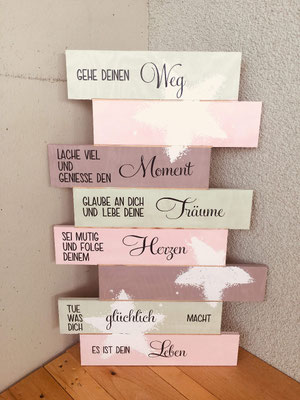 GEHE DEINEN Weg
LACHE VIEL
UND
GENIESSE DEN Moment
GLAUBE AN DICH
UND LEBE DEINE Träume
SEI MUTIG
UND FOLGE
DEINEM Herzen
TUE
WAS
DICH glücklich MACHT
ES IST DEIN Leben